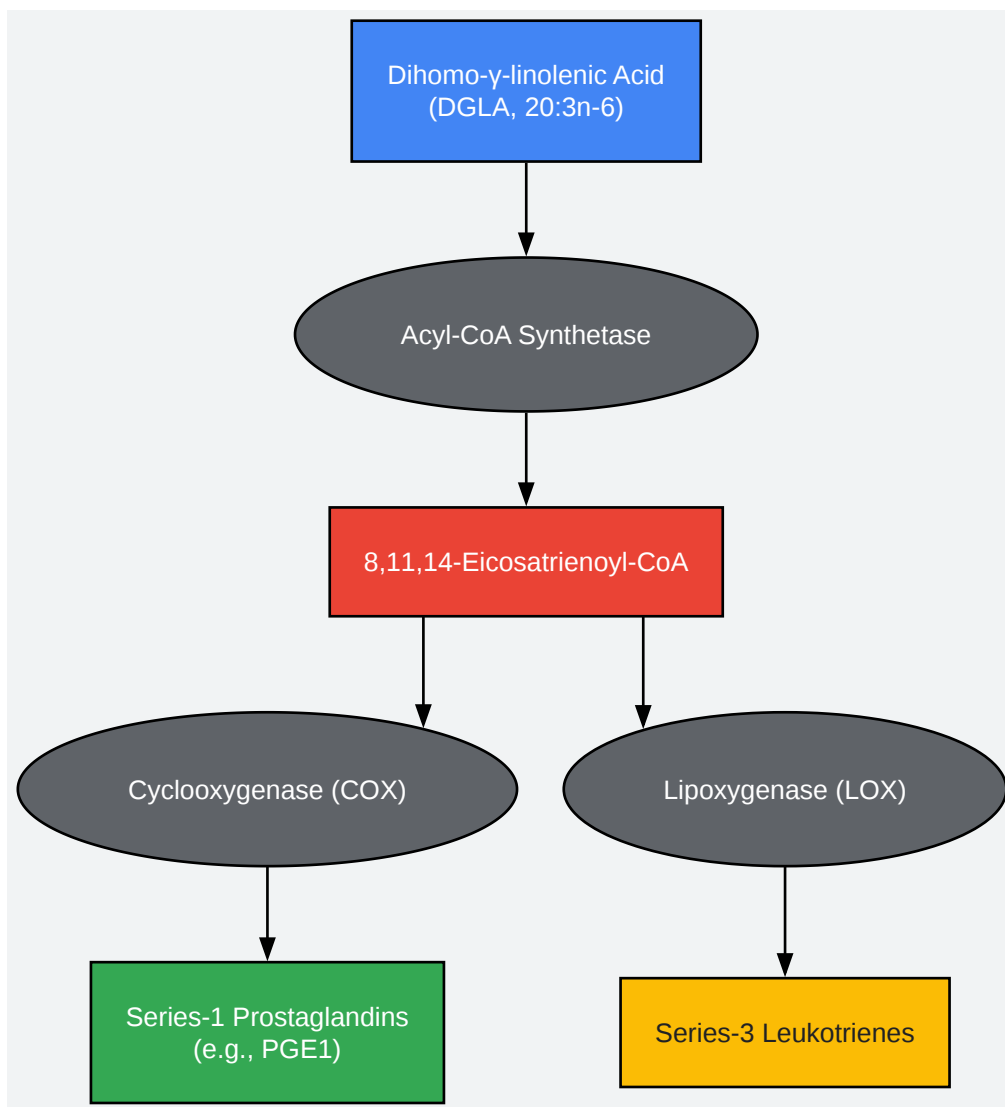 Dihomo-γ-linolenic Acid
(DGLA, 20:3n-6)
Acyl-CoA Synthetase
8,11,14-Eicosatrienoyl-CoA
Cyclooxygenase (COX)
Lipoxygenase (LOX)
Series-1 Prostaglandins
(e.g., PGE1)
Series-3 Leukotrienes